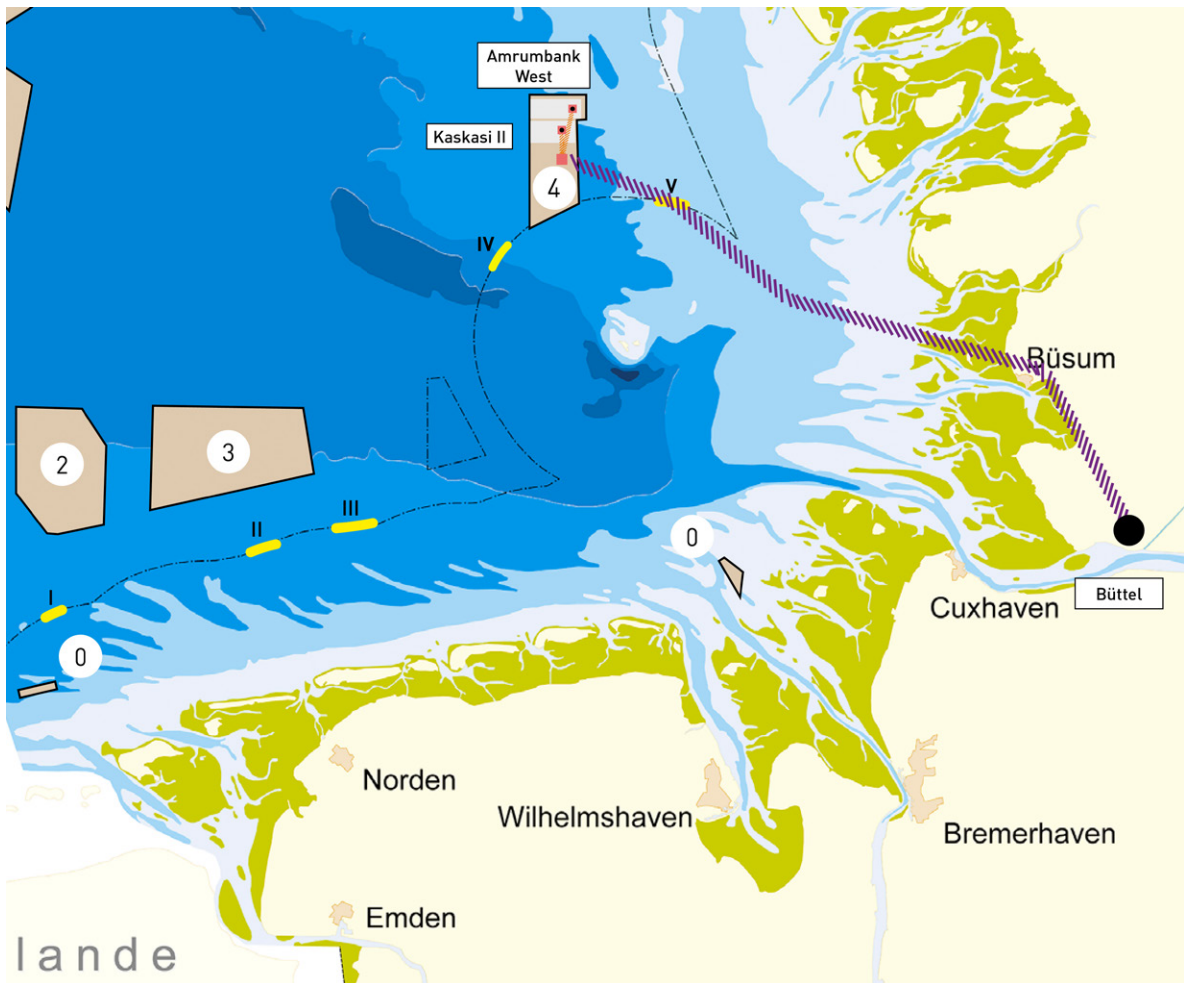 Amrumbank
West
Kaskasi II
4
V
IV
Büsum
2
3
III
II
0
I
Cuxhaven
Büttel
0
Norden
Wilhelmshaven
Bremerhaven
Emden
lande